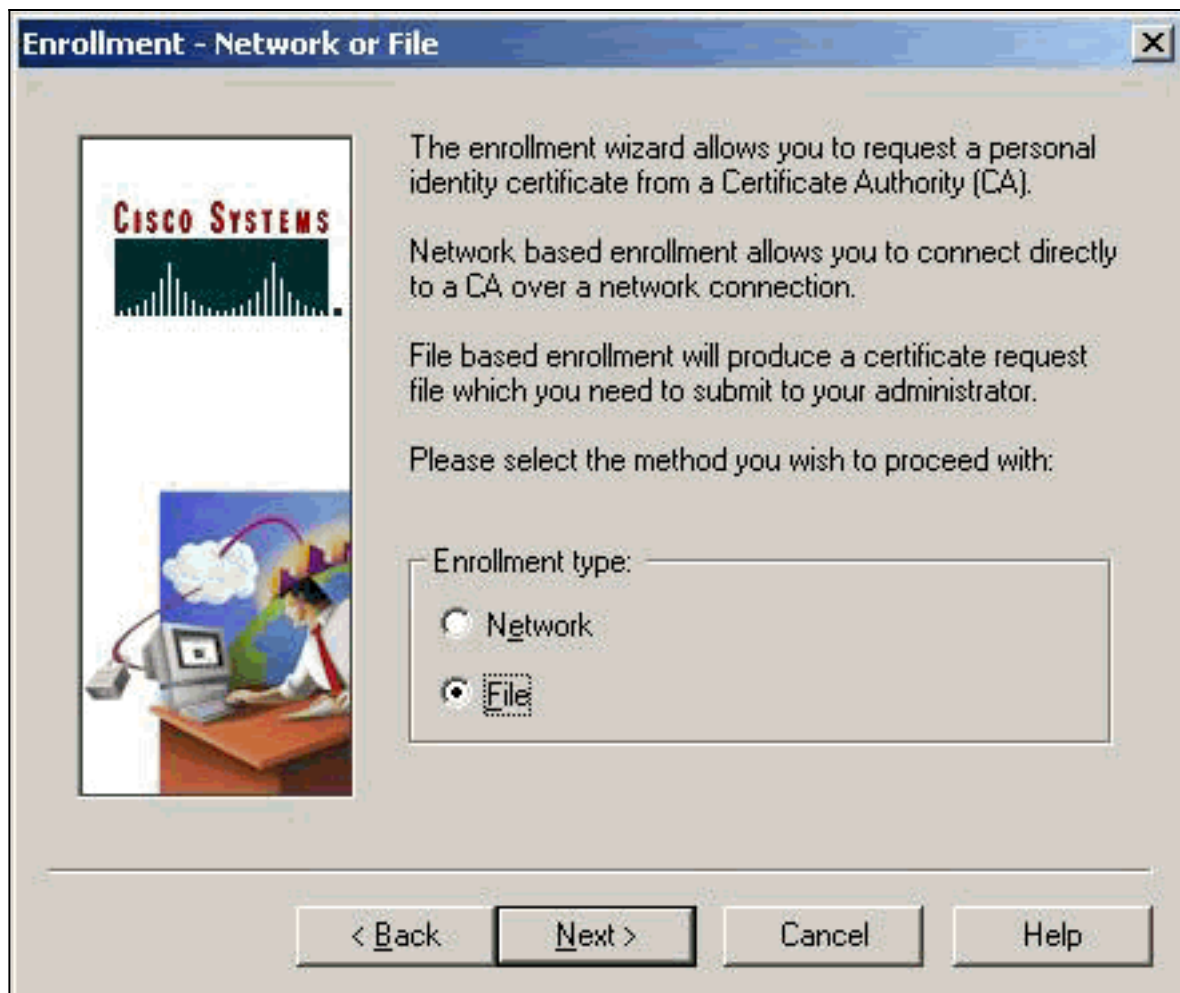 Enrollment - Network or File
CISCO SYSTEMS
The enrollment wizard allows you to request a personal
identity certificate from a Certificate Authority (CA).
Network based enrollment allows you to connect directly
to a CA over a network connection.
File based enrollment will produce a certificate request
file which you need to submit to your administrator.
Please select the method you wish to proceed with:
Enrollment type:
Network
File
< Back
Next >
Cancel
Help